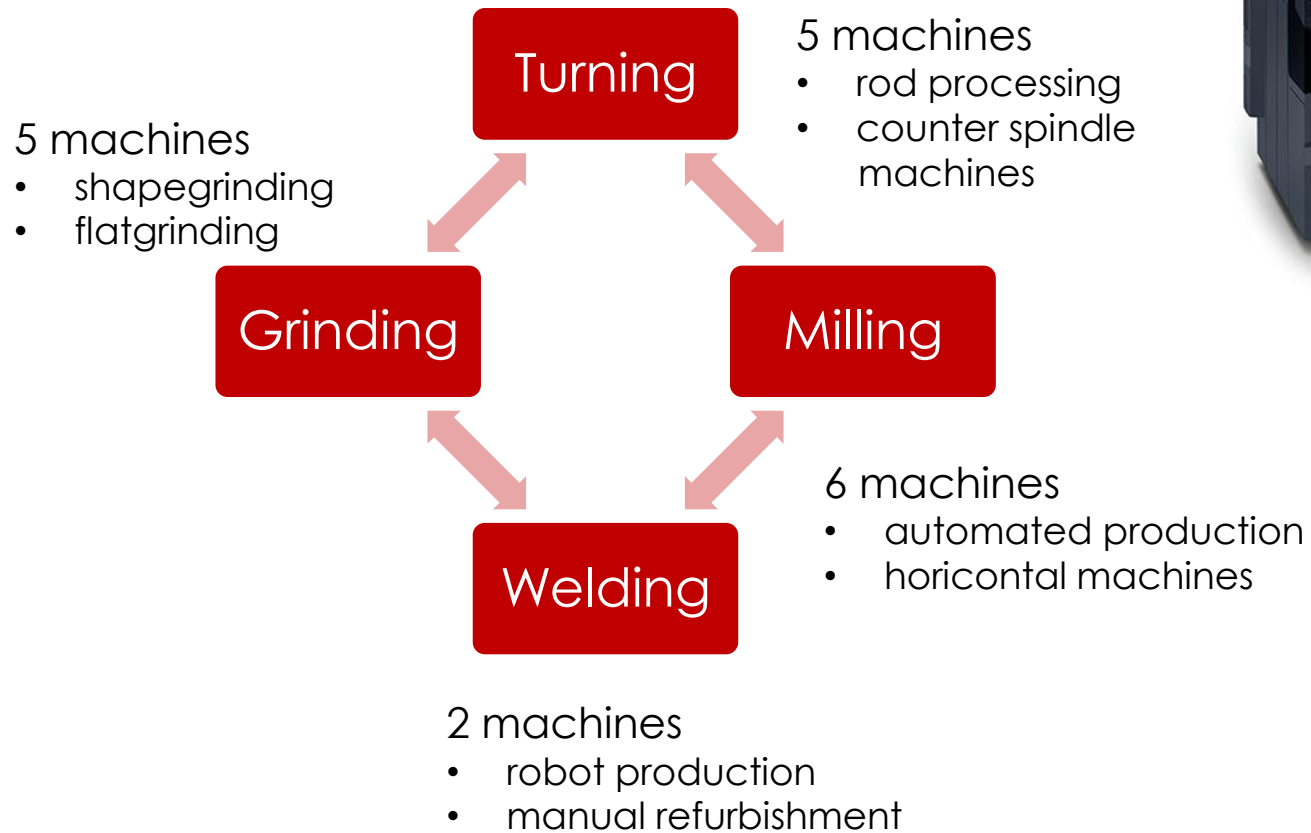 Turning
5 machines
• rod processing
• counter spindle
machines
5 machines
• shapegrinding
• flatgrinding
Grinding
Milling
6 machines
• automated production
• horicontal machines
Welding
2 machines
• robot production
• manual refurbishment